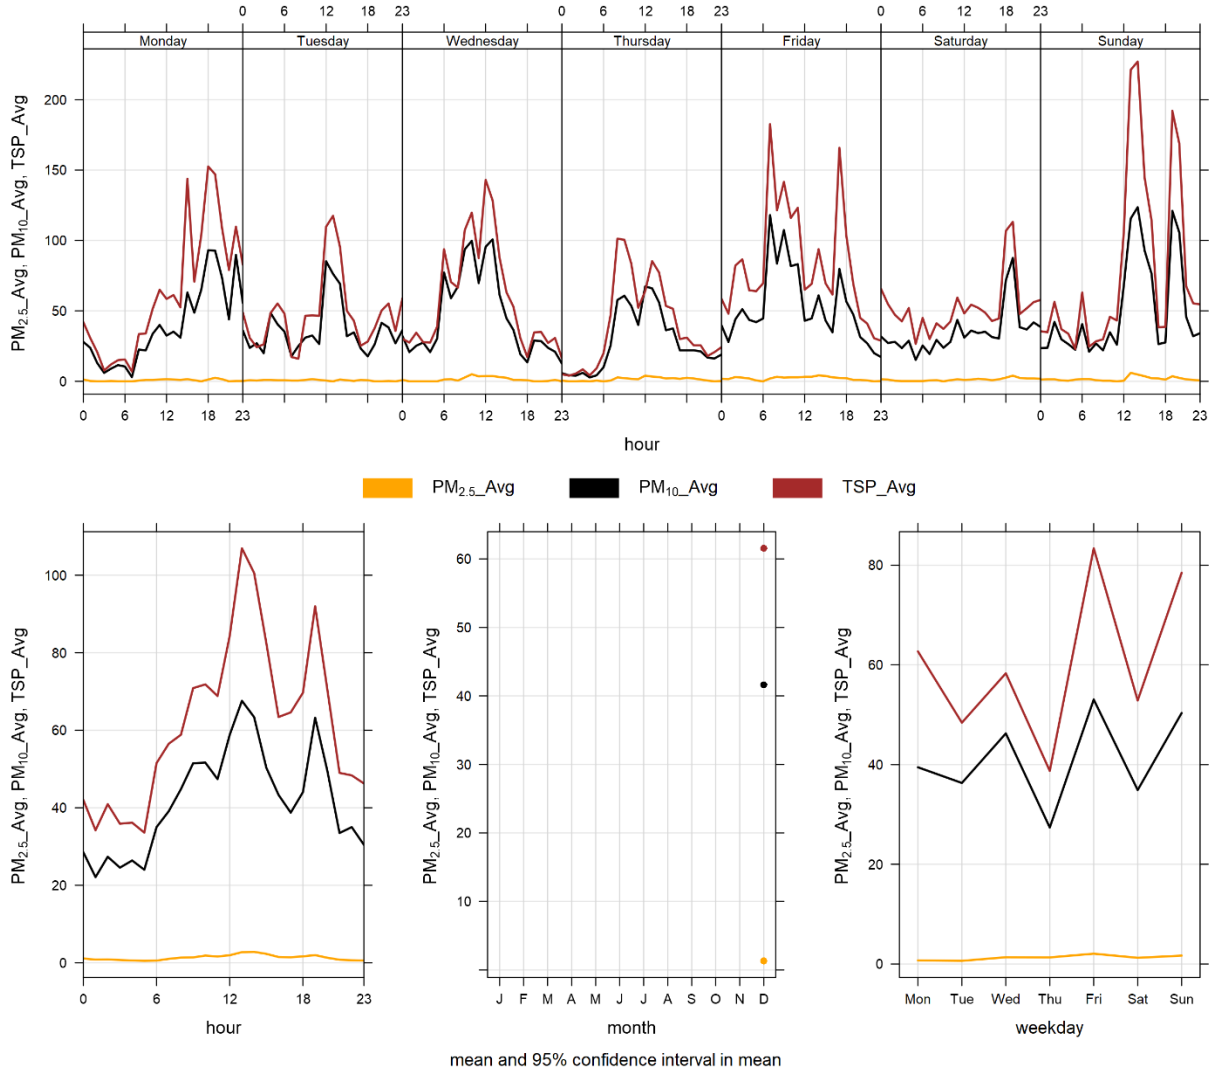 0 6 12 18 23 0 6 12 18 23 0 6 12 18 23
Monday Tuesday Wednesday Thursday Friday Saturday Sunday
PM2.5_Avg, PM10_Avg, TSP_Avg
200
150
100
50
0
0 6 12 18 23 0 6 12 18 23 0 6 12 18 23 0 6 12 18 23
hour
PM2.5_Avg PM10_Avg TSP_Avg
PM2.5_Avg, PM10_Avg, TSP_Avg
100
80
60
40
20
0
0 6 12 18 23
hour
PM2.5_Avg, PM10_Avg, TSP_Avg
60
50
40
30
20
10
J F M A M J J A S O N D
month
PM2.5_Avg, PM10_Avg, TSP_Avg
80
60
40
20
0
Mon Tue Wed Thu Fri Sat Sun
weekday
mean and 95% confidence interval in mean